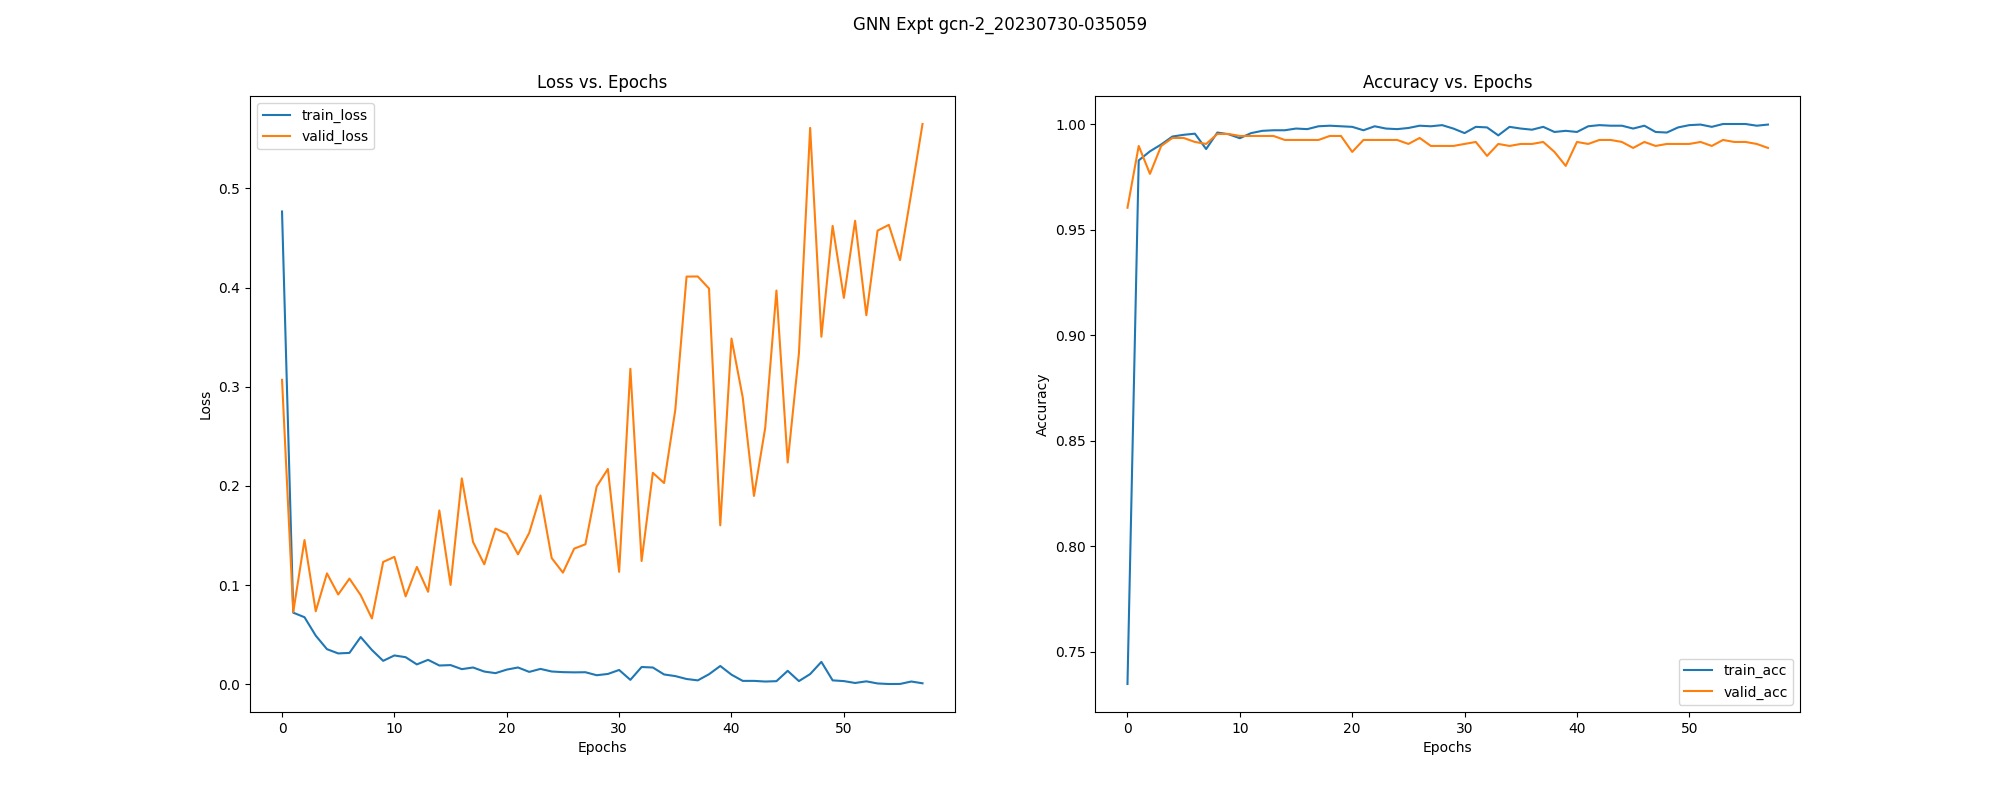 GNN Expt gcn-2_20230730-035059
Loss vs. Epochs
train_loss
valid_loss
0.5
0.4
0.3
0.2
0.1
0.0
Loss
0 10 20 30 40 50
Epochs
Accuracy vs. Epochs
1.00
0.95
0.90
0.85
0.80
0.75
Accuracy
train_acc
valid_acc
0 10 20 30 40 50
Epochs